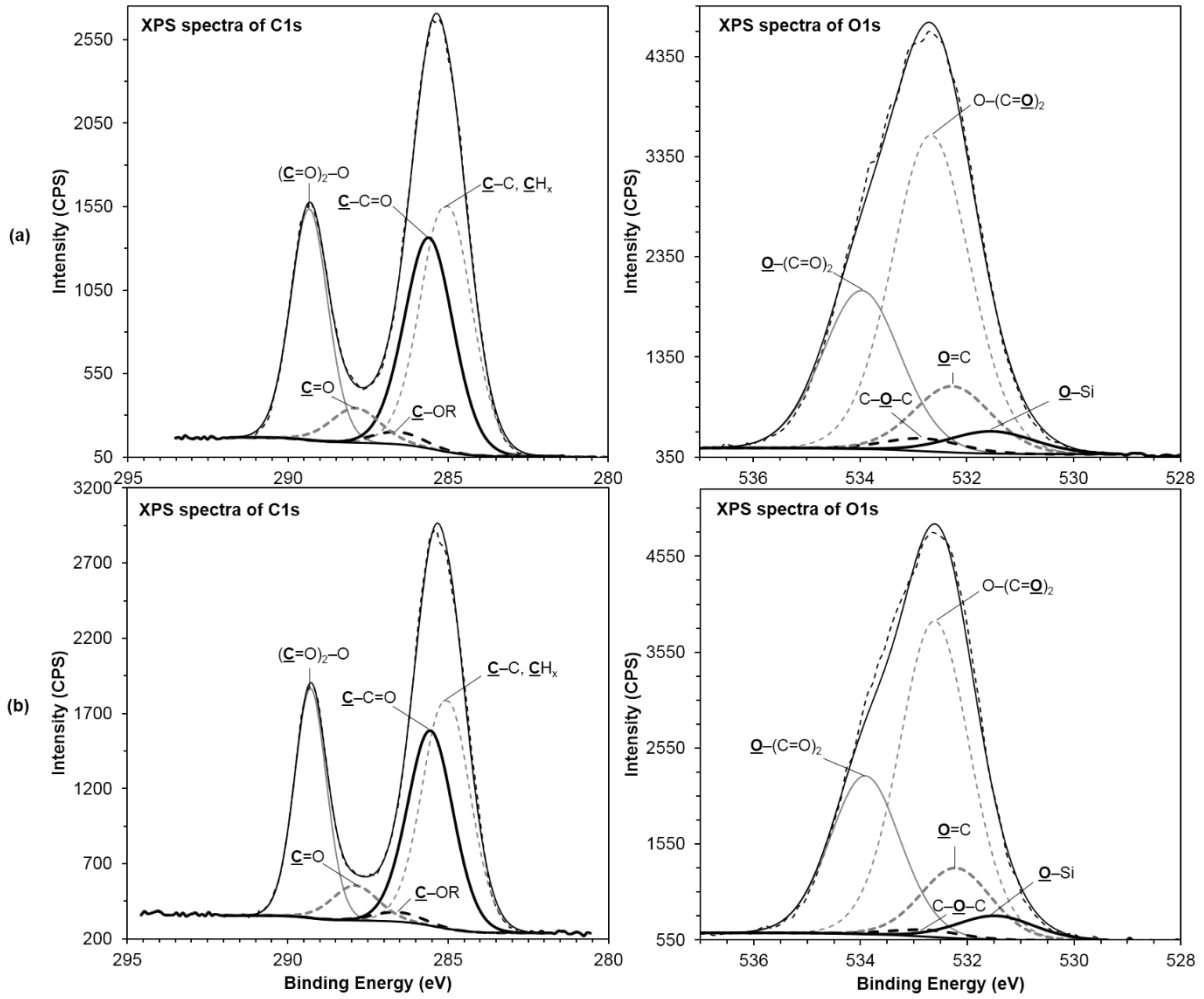 XPS spectra of C1s
Intensity (CPS)
2550
2050
1550
1050
550
50
(C=O)₂–O
C–C=O
C–C, CHₓ
C=O
C–OR
295
290
285
280
(a)
XPS spectra of O1s
Intensity (CPS)
4350
3350
2350
1350
350
O–(C=O)₂
O–(C=O)₂
O=C
C–O–C
O–Si
536
534
532
530
528
XPS spectra of C1s
Intensity (CPS)
3200
2700
2200
1700
1200
700
200
(C=O)₂–O
C–C=O
C–C, CHₓ
C=O
C–OR
295
290
285
280
Binding Energy (eV)
(b)
XPS spectra of O1s
Intensity (CPS)
4550
3550
2550
1550
550
O–(C=O)₂
O–(C=O)₂
O=C
O–Si
C–O–C
536
534
532
530
528
Binding Energy (eV)